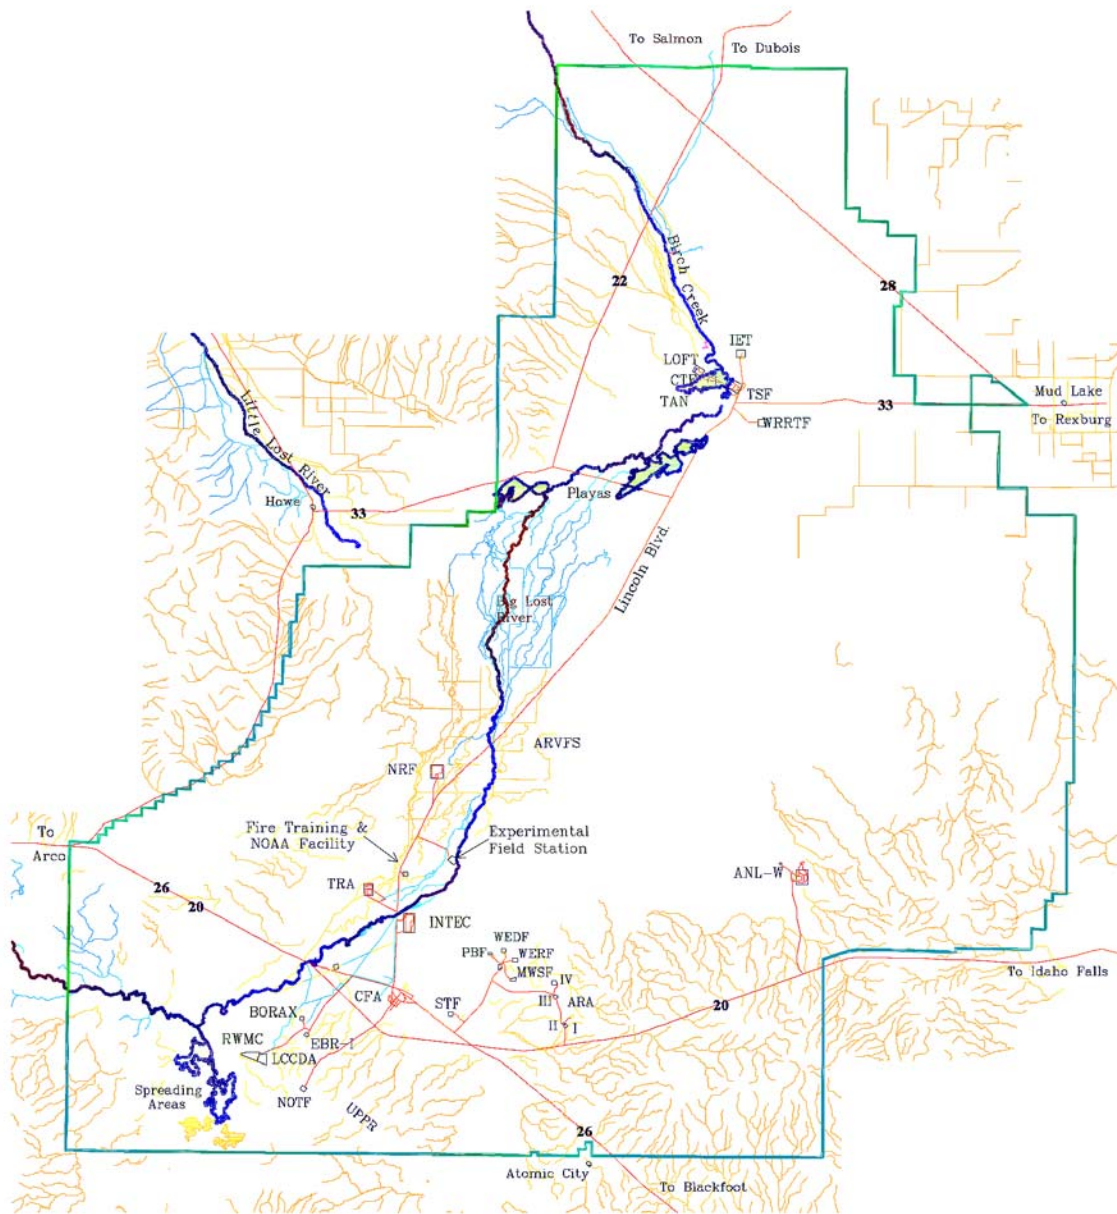 To Salmon
To Dubois
Birch Creek
22
28
IET
LOFT
TAN
TSF
Mud Lake
33
To Rexburg
WRRTF
Little Lost River
Howe
33
Playas
Lincoln Blvd.
Big Lost
River
ARVFS
NRF
To
Arco
Fire Training &
NOAA Facility
Experimental
Field Station
26
20
TRA
ANL-W
INTEC
WEDF
PBF
WERF
MWSF
IV
To Idaho Falls
CFA
STF
III
ARA
20
BORAX
II
I
RWMC
EBR-I
LCCDA
Spreading
Areas
NOTF
UPPR
26
Atomic City
To Blackfoot